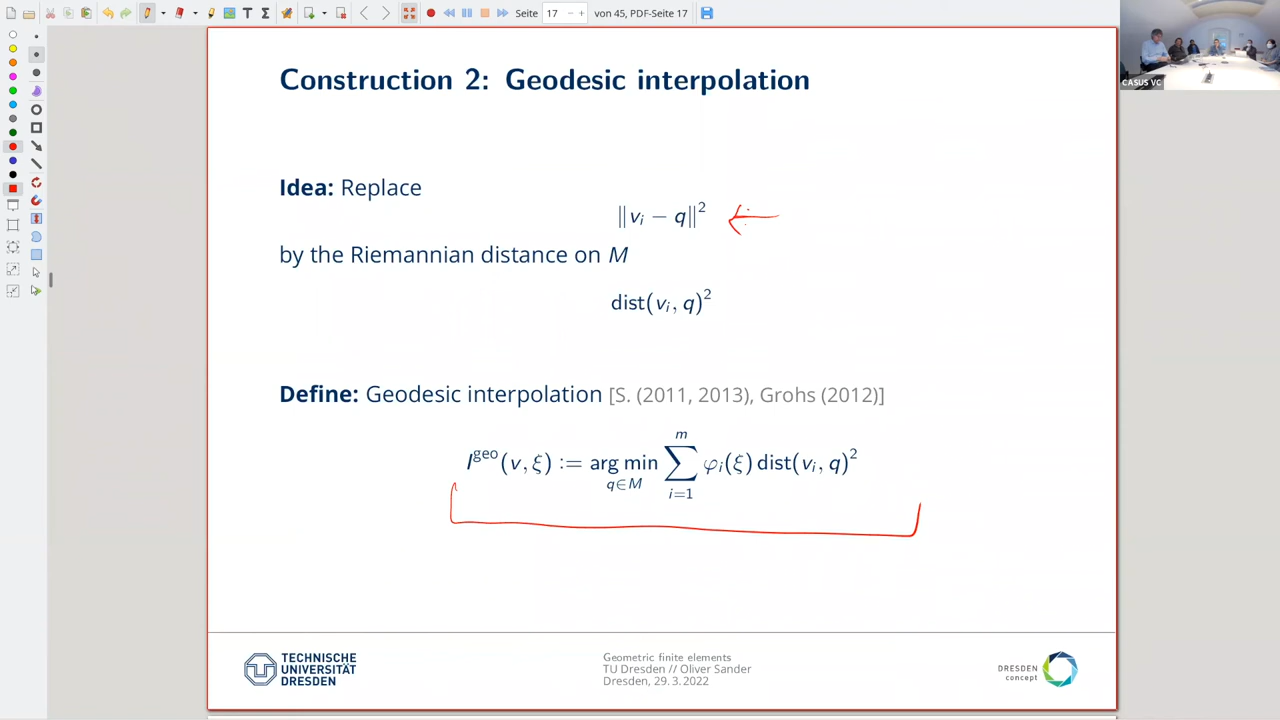 Seite 17 von 45, PDF-Seite 17
CASUS VC
Construction 2: Geodesic interpolation
Idea: Replace
‖vᵢ − q‖²
by the Riemannian distance on M
dist(vᵢ, q)²
Define: Geodesic interpolation [S. (2011, 2013), Grohs (2012)]
I^geo(v, ξ) := arg min_{q∈M} ∑_{i=1}^{m} φᵢ(ξ) dist(vᵢ, q)²
TECHNISCHE
UNIVERSITÄT
DRESDEN
Geometric finite elements
TU Dresden // Oliver Sander
Dresden, 29. 3. 2022
DRESDEN
concept